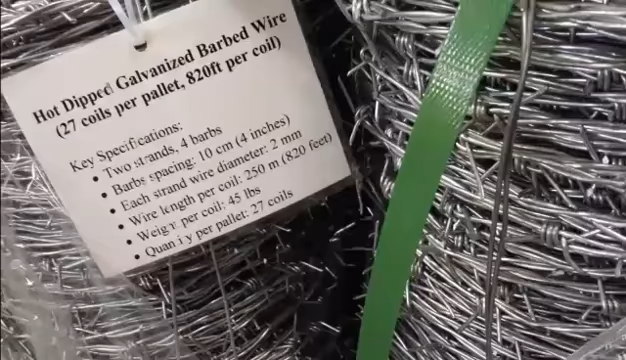 Hot Dipped Galvanized Barbed Wire
(27 coils per pallet, 820ft per coil)
Key Specifications:
• Two strands, 4 barbs
• Barbs spacing: 10 cm (4 inches)
• Each strand wire diameter: 2 mm
• Wire length per coil: 250 m (820 feet)
• Weight per coil: 45 lbs
• Quantity per pallet: 27 coils